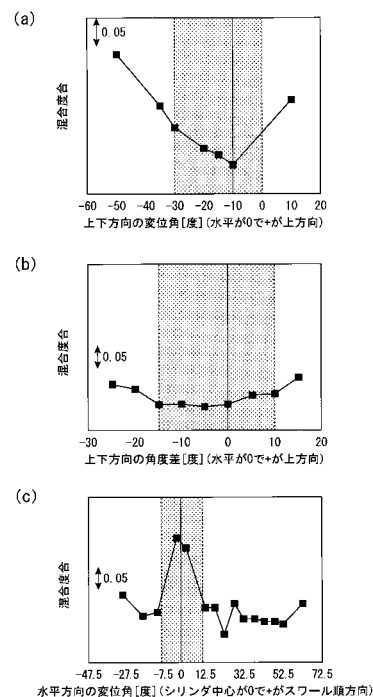 (a)
0.05
混合度合
-60 -50 -40 -30 -20 -10 0 10 20
上下方向の変位角[度](水平が0で+が上方向)
(b)
0.05
混合度合
-30 -20 -10 0 10 20
上下方向の角度差[度](水平が0で+が上方向)
(c)
0.05
混合度合
-47.5 -27.5 -7.5 0 12.5 32.5 52.5 72.5
水平方向の変位角[度](シリンダ中心が0で+がスワール順方向)